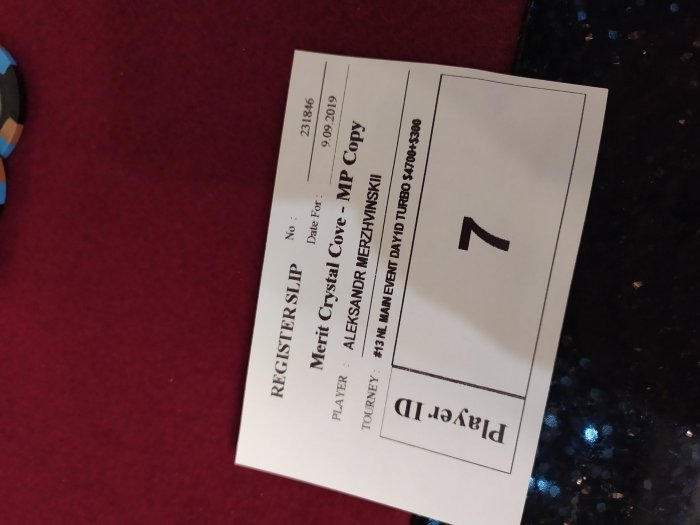 REGISTER SLIP No : 231846
Date For : 9.09.2019
Merit Crystal Cove - MP Copy
PLAYER : ALEKSANDR MERZHVINSKII
TOURNEY : #13 NL MAIN EVENT DAY1D TURBO $4700+$300
Player ID
7